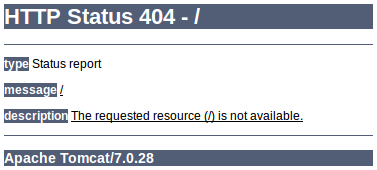 HTTP Status 404 - /
type Status report
message /
description The requested resource (/) is not available.
Apache Tomcat/7.0.28